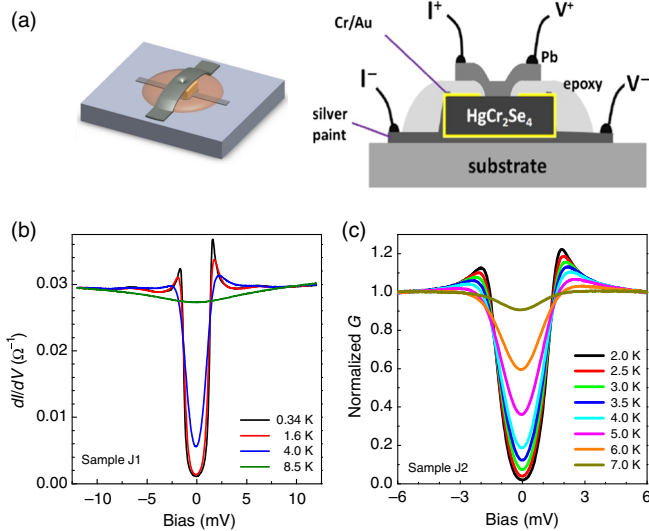 (a)
Cr/Au
I⁺
V⁺
Pb
I⁻
epoxy
V⁻
silver
paint
HgCr₂Se₄
substrate
(b)
dI/dV (Ω⁻¹)
0.03
0.02
0.01
0.00
0.34 K
1.6 K
4.0 K
8.5 K
Sample J1
−10 −5 0 5 10
Bias (mV)
(c)
Normalized G
1.2
1.0
0.8
0.6
0.4
0.2
0.0
2.0 K
2.5 K
3.0 K
3.5 K
4.0 K
5.0 K
6.0 K
7.0 K
Sample J2
−6 −3 0 3 6
Bias (mV)